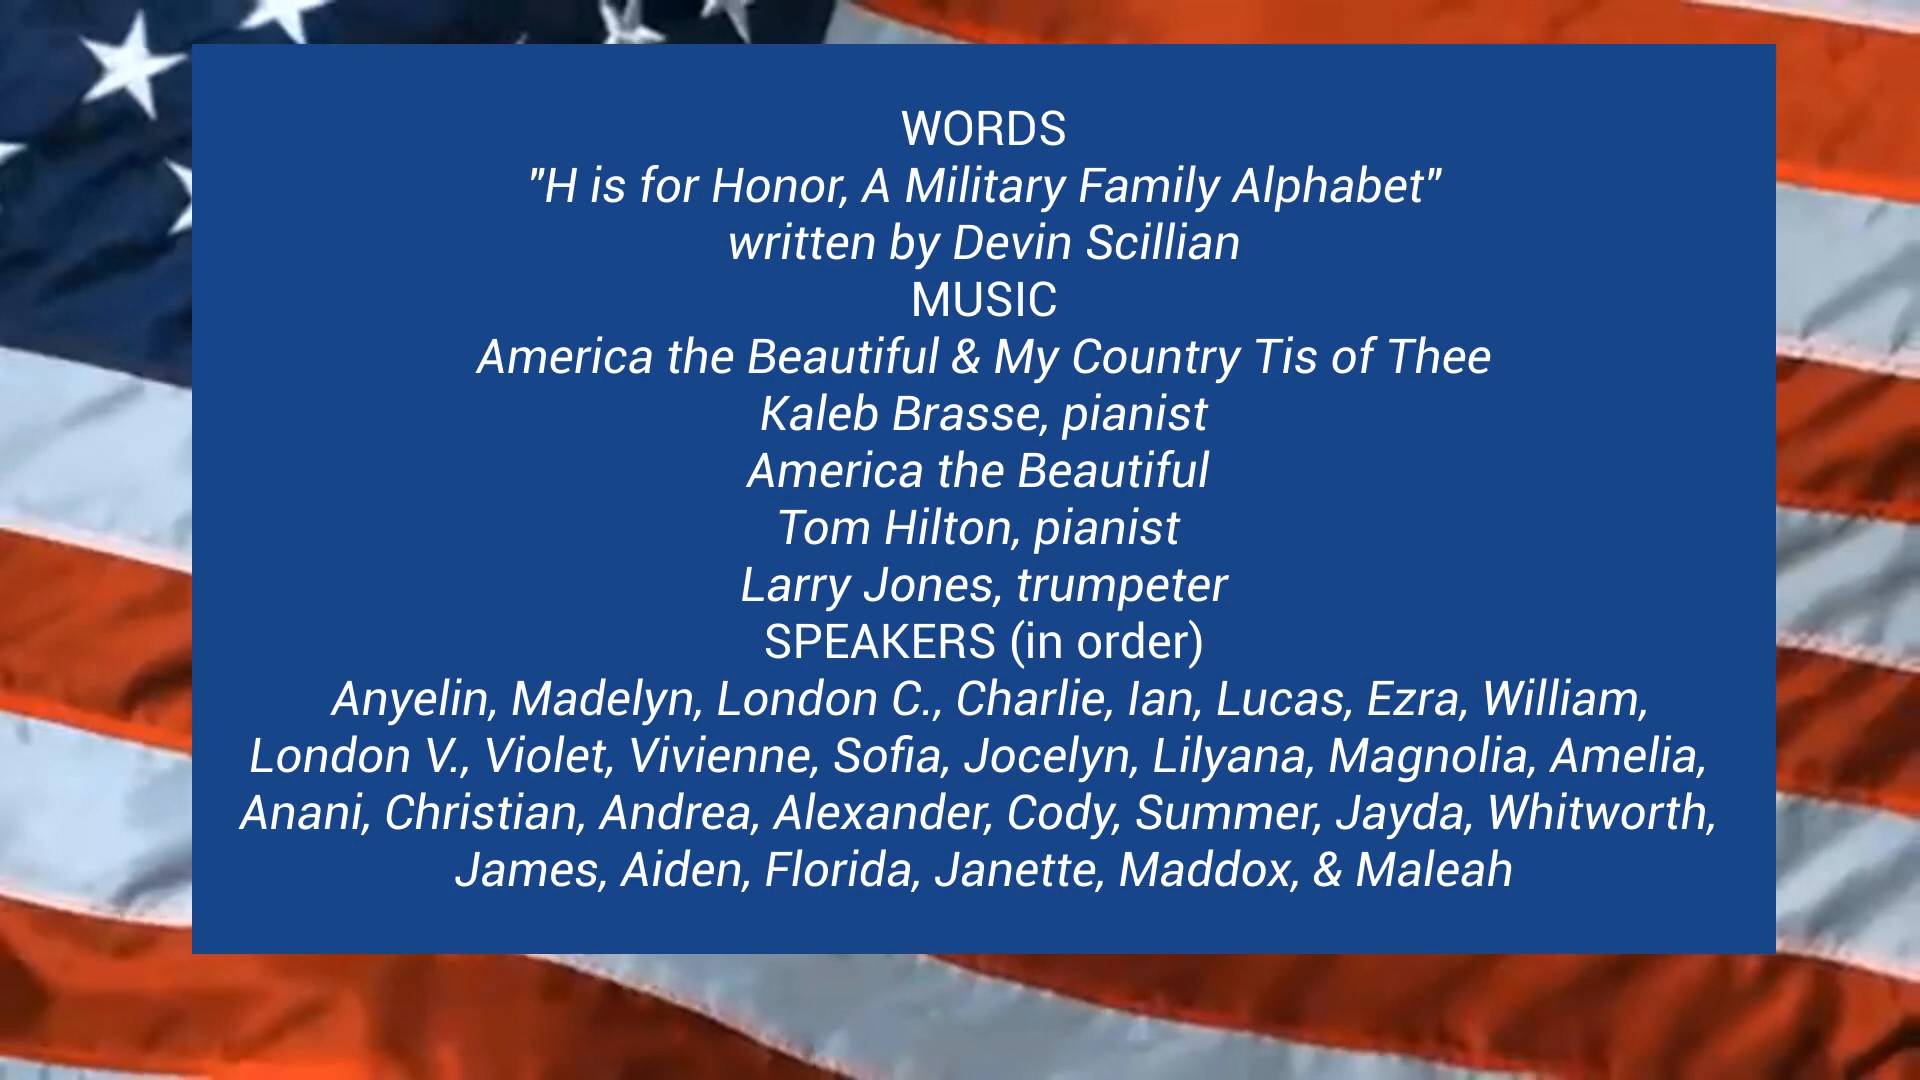 WORDS
"H is for Honor, A Military Family Alphabet"
written by Devin Scillian
MUSIC
America the Beautiful & My Country Tis of Thee
Kaleb Brasse, pianist
America the Beautiful
Tom Hilton, pianist
Larry Jones, trumpeter
SPEAKERS (in order)
Anyelin, Madelyn, London C., Charlie, Ian, Lucas, Ezra, William,
London V., Violet, Vivienne, Sofia, Jocelyn, Lilyana, Magnolia, Amelia,
Anani, Christian, Andrea, Alexander, Cody, Summer, Jayda, Whitworth,
James, Aiden, Florida, Janette, Maddox, & Maleah